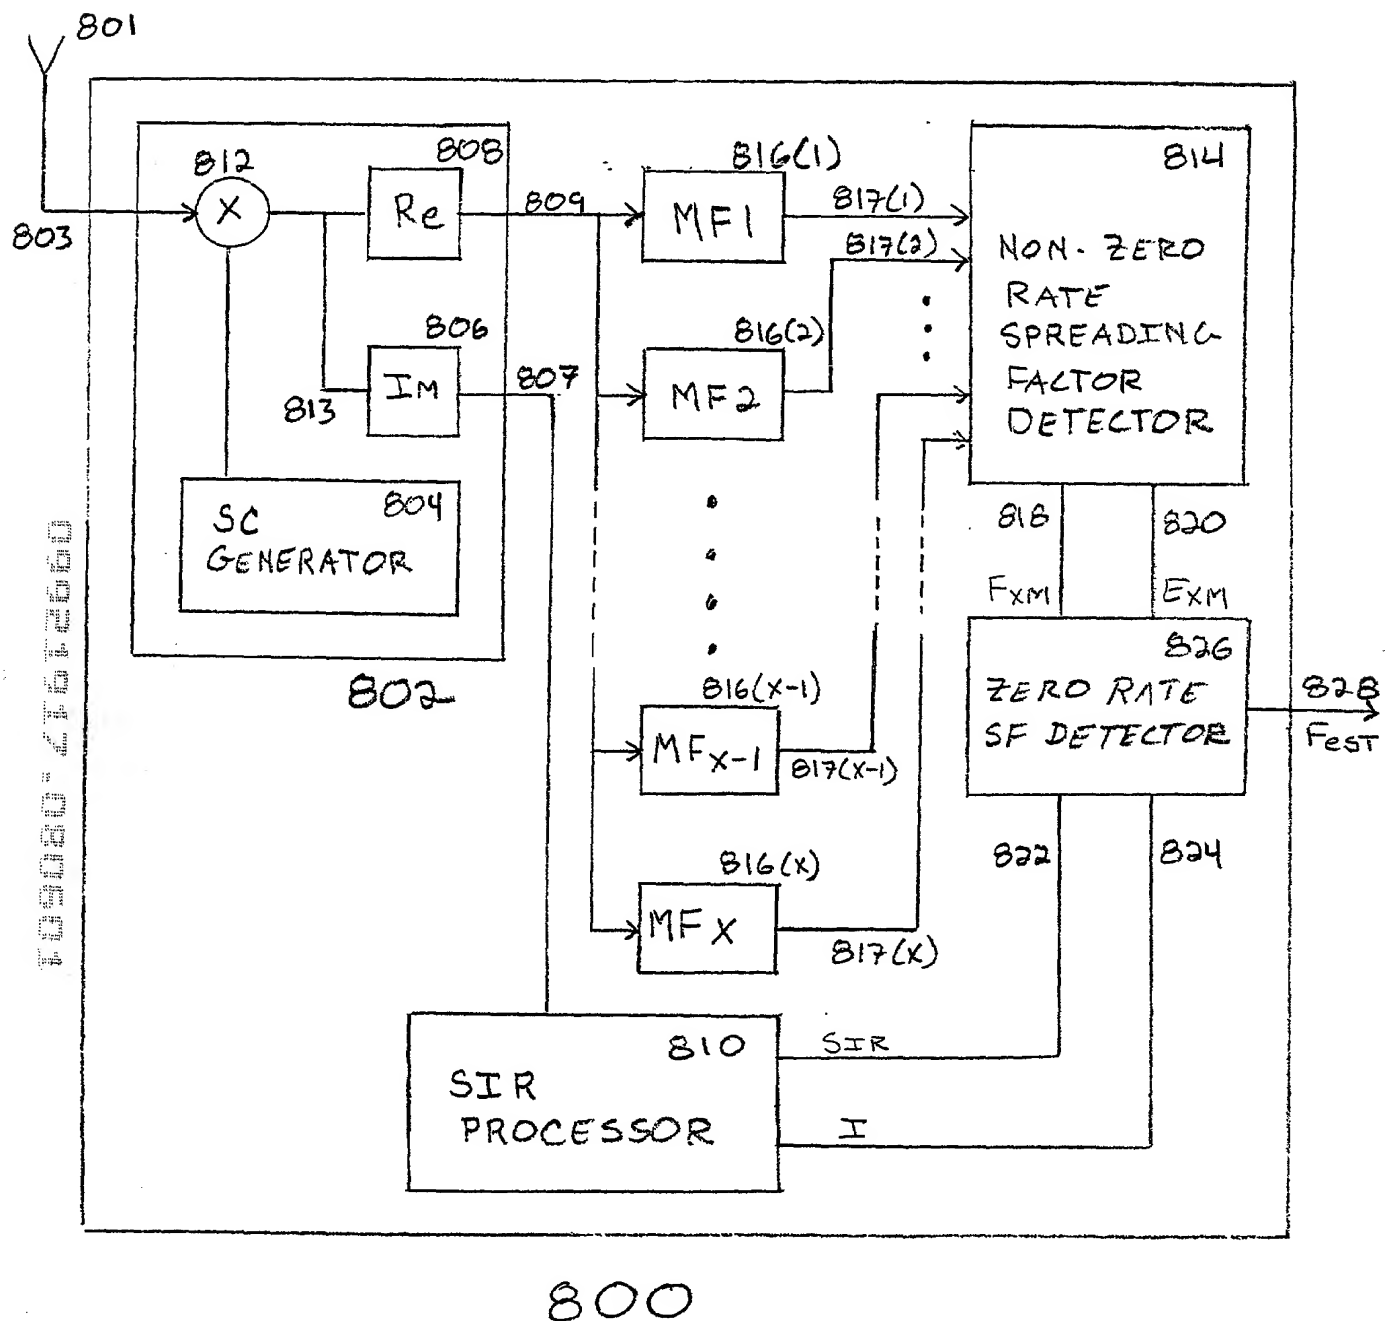 801
803
812
X
808
Re
809
806
Im
807
813
804
SC
GENERATOR
802
816(1)
MF1
817(1)
817(2)
816(2)
MF2
816(x-1)
MFx-1
817(x-1)
816(x)
MFx
817(x)
814
NON-ZERO
RATE
SPREADING
FACTOR
DETECTOR
818
820
FXM
EXM
826
ZERO RATE
SF DETECTOR
828
FEST
822
824
810
SIR
PROCESSOR
SIR
I
09921917.080501
800